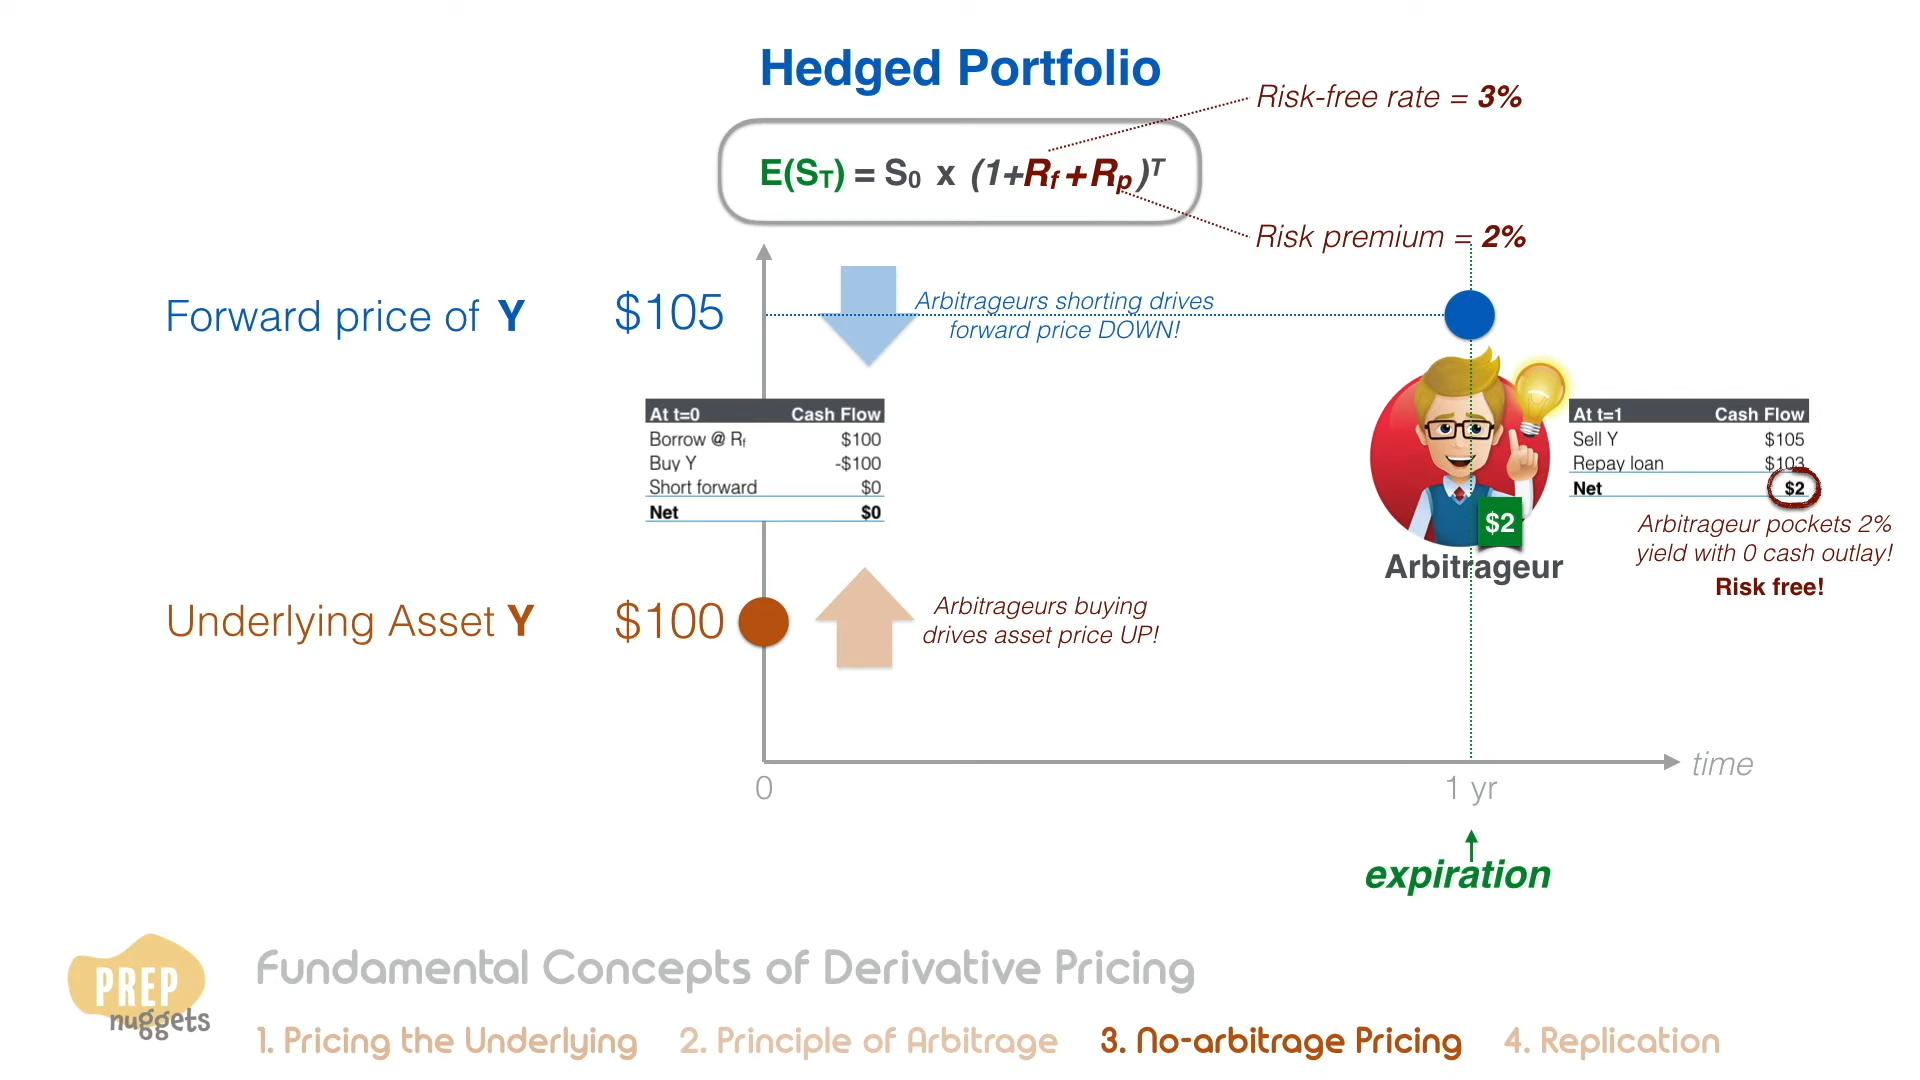 Hedged Portfolio
Risk-free rate = 3%
E(ST) = S0 x (1+Rf+Rp)T
Risk premium = 2%
Forward price of Y $105
Arbitrageurs shorting drives
forward price DOWN!
At t=0 Cash Flow
Borrow @ Rf $100
Buy Y -$100
Short forward $0
Net $0
At t=1 Cash Flow
Sell Y $105
Repay loan $103
Net $2
$2
Arbitrageur
Arbitrageur pockets 2%
yield with 0 cash outlay!
Risk free!
Underlying Asset Y $100
Arbitrageurs buying
drives asset price UP!
time
0
1 yr
expiration
PREP
nuggets
Fundamental Concepts of Derivative Pricing
1. Pricing the Underlying 2. Principle of Arbitrage 3. No-arbitrage Pricing 4. Replication